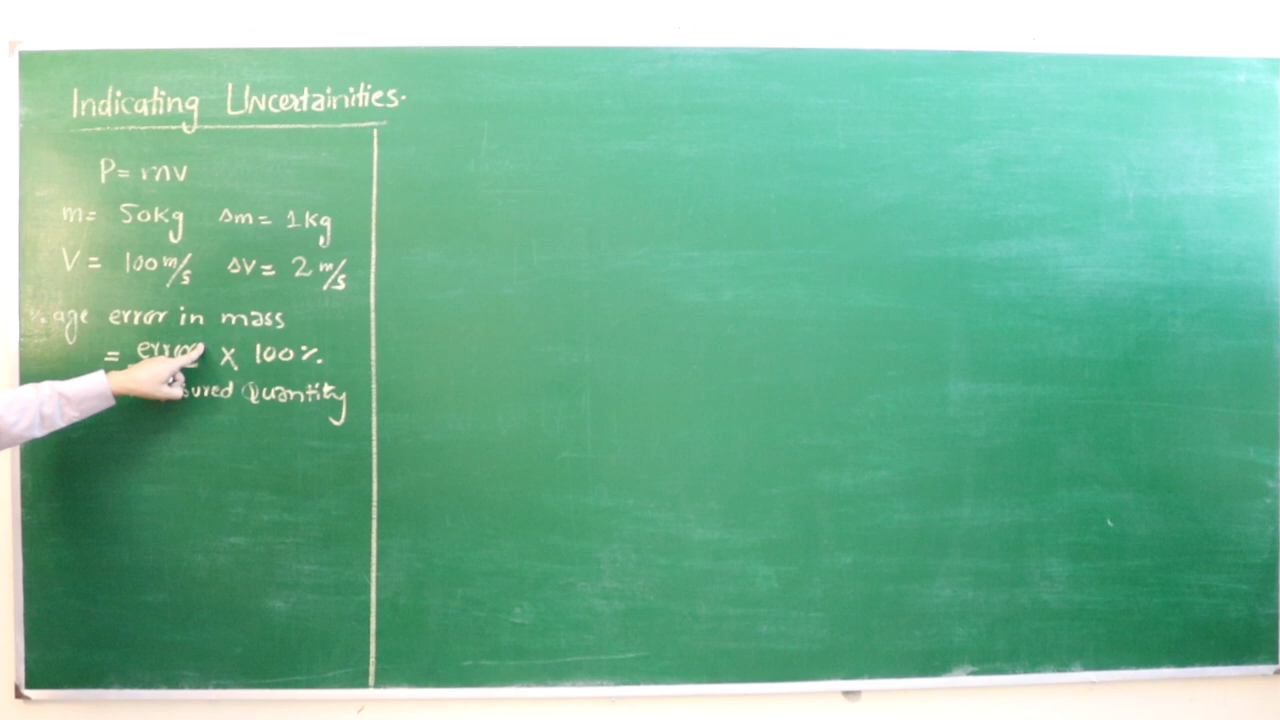 Indicating Uncertainities.
P = mv
m = 50Kg Δm = 1Kg
V = 100 m/s ΔV = 2 m/s
%age error in mass
= error × 100%
Quantity